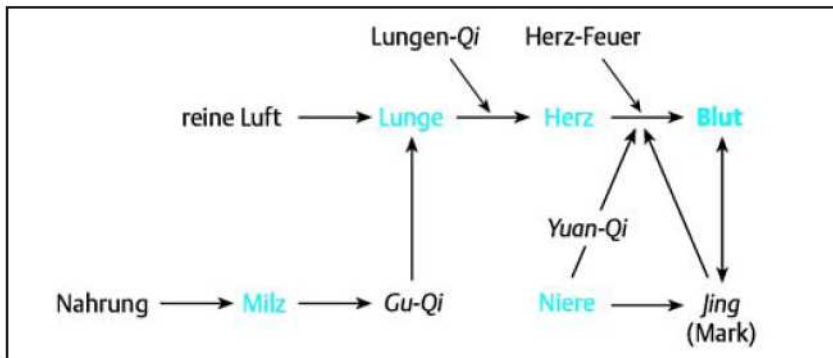 Lungen-Qi Herz-Feuer
reine Luft Lunge Herz Blut
Yuan-Qi
Nahrung Milz Gu-Qi Niere Jing
(Mark)